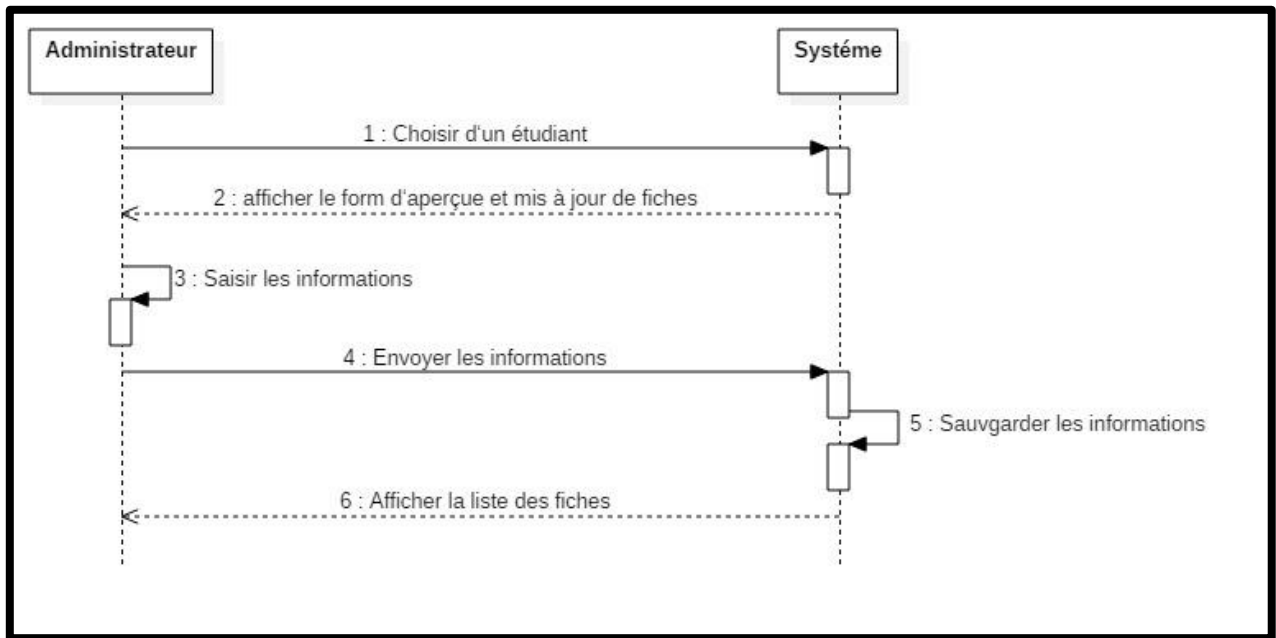 Administrateur
Systéme
1 : Choisir d'un étudiant
2 : afficher le form d'aperçue et mis à jour de fiches
3 : Saisir les informations
4 : Envoyer les informations
5 : Sauvgarder les informations
6 : Afficher la liste des fiches